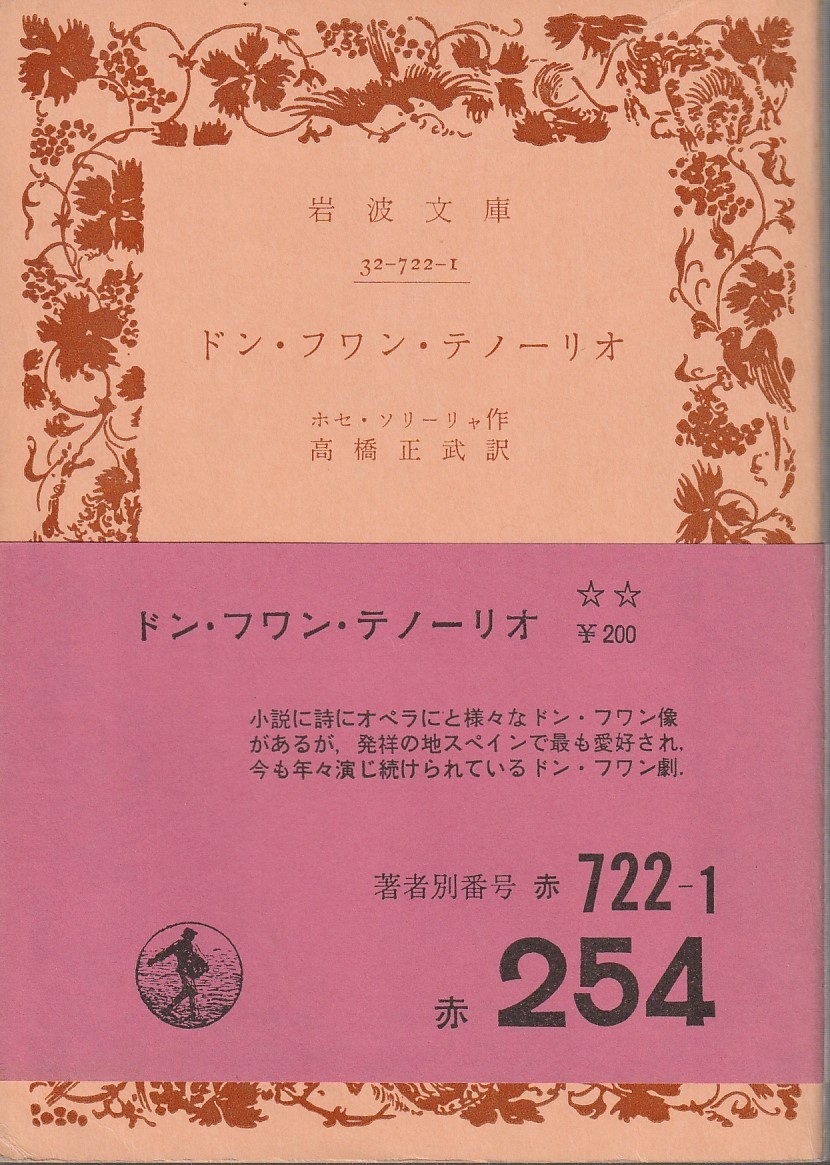 岩波文庫
32-722-1
ドン・フワン・テノーリオ
ホセ・ソリーリャ作
高橋正武訳
ドン・フワン・テノーリオ ☆☆
¥200
小説に詩にオペラにと様々なドン・フワン像
があるが，発祥の地スペインで最も愛好され，
今も年々演じ続けられているドン・フワン劇．
著者別番号 赤 722-1
赤 254